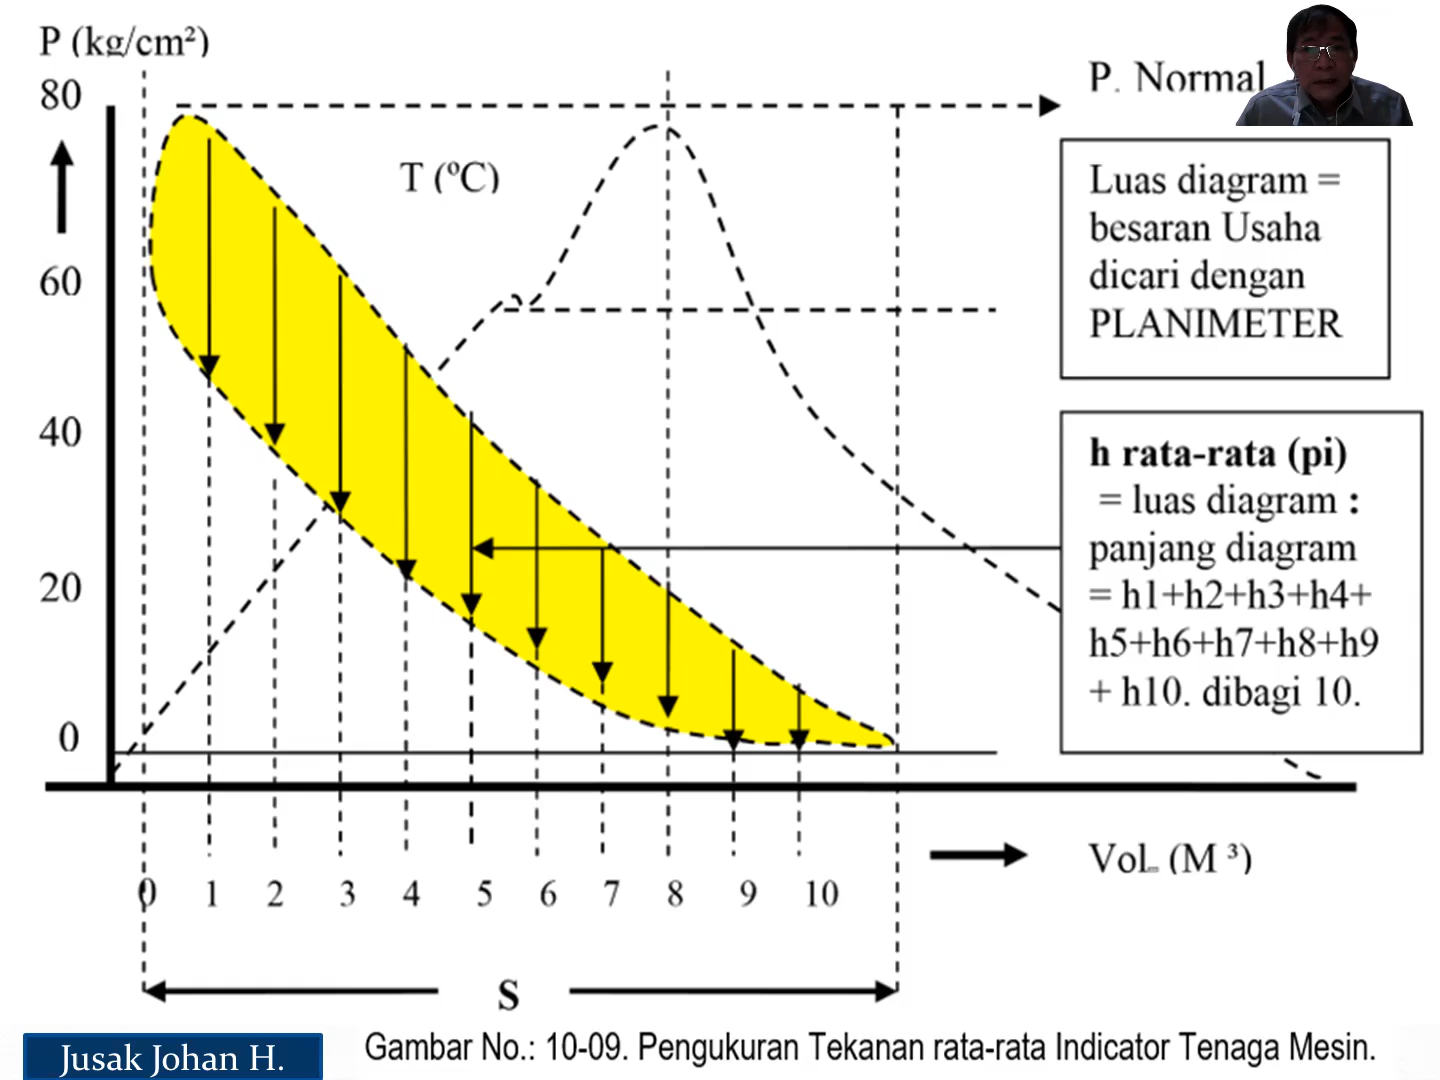 P (kg/cm²)
80
60
40
20
0
T (ºC)
P. Normal
Luas diagram =
besaran Usaha
dicari dengan
PLANIMETER
h rata-rata (pi)
= luas diagram :
panjang diagram
= h1+h2+h3+h4+
h5+h6+h7+h8+h9
+ h10. dibagi 10.
Vol. (M ³)
0 1 2 3 4 5 6 7 8 9 10
S
Jusak Johan H.
Gambar No.: 10-09. Pengukuran Tekanan rata-rata Indicator Tenaga Mesin.